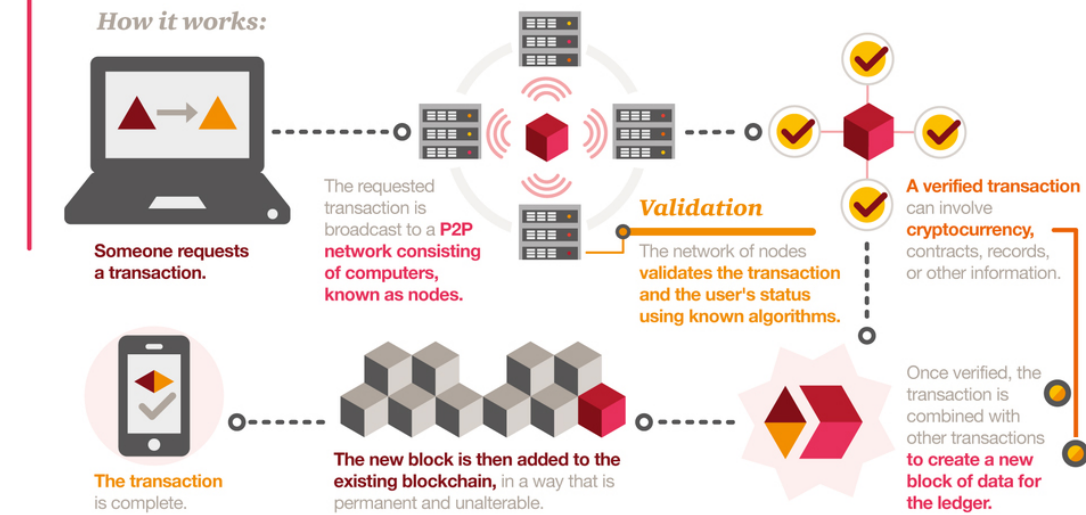 How it works:
Someone requests
a transaction.
The requested
transaction is
broadcast to a P2P
network consisting
of computers,
known as nodes.
Validation
The network of nodes
validates the transaction
and the user's status
using known algorithms.
A verified transaction
can involve
cryptocurrency,
contracts, records,
or other information.
Once verified, the
transaction is
combined with
other transactions
to create a new
block of data for
the ledger.
The new block is then added to the
existing blockchain, in a way that is
permanent and unalterable.
The transaction
is complete.